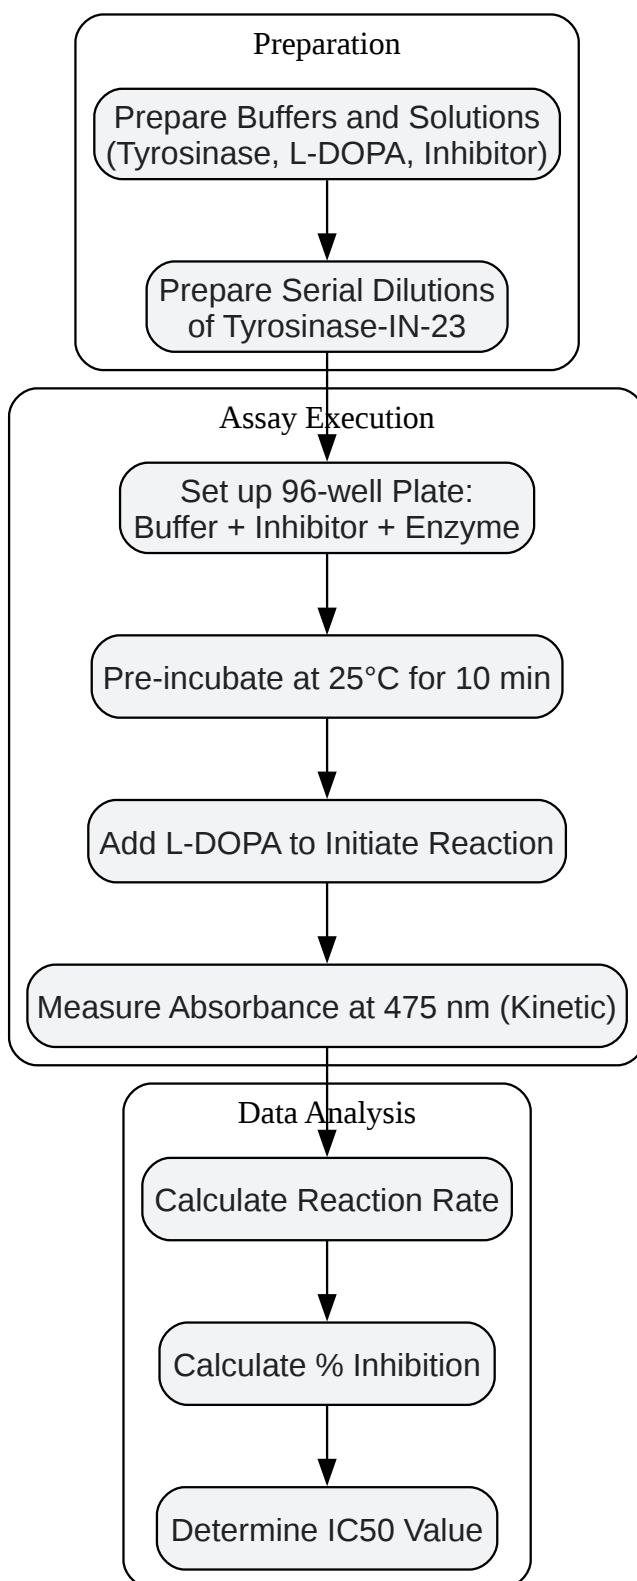 Preparation
Prepare Buffers and Solutions
(Tyrosinase, L-DOPA, Inhibitor)
Prepare Serial Dilutions
of Tyrosinase-IN-23
Assay Execution
Set up 96-well Plate:
Buffer + Inhibitor + Enzyme
Pre-incubate at 25°C for 10 min
Add L-DOPA to Initiate Reaction
Measure Absorbance at 475 nm (Kinetic)
Data Analysis
Calculate Reaction Rate
Calculate % Inhibition
Determine IC50 Value